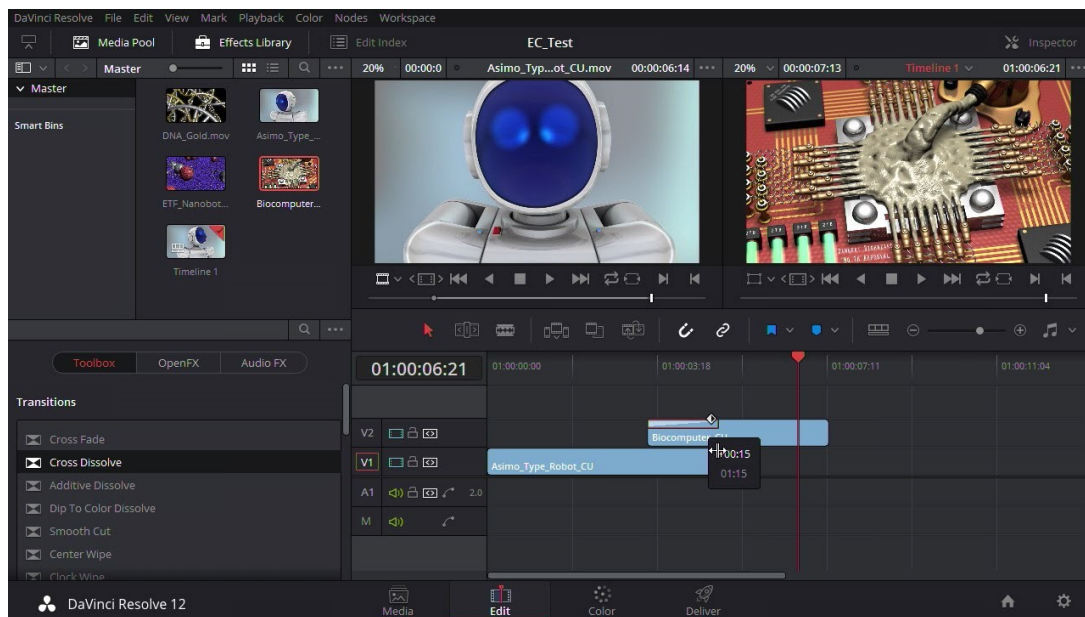 DaVinci Resolve File Edit View Mark Playback Color Nodes Workspace
Media Pool Effects Library Edit Index EC_Test Inspector
Master 20% 00:00:0 Asimo_Typ...ot_CU.mov 00:00:06:14 20% 00:00:07:13 Timeline 1 01:00:06:21
Master
Smart Bins
DNA_Gold.mov Asimo_Type_...
ETF_Nanobot... Biocomputer...
Timeline 1
Toolbox OpenFX Audio FX
01:00:06:21 01:00:00:00 01:00:03:18 01:00:07:11 01:00:11:04
Transitions
Cross Fade
Cross Dissolve
Additive Dissolve
Dip To Color Dissolve
Smooth Cut
Center Wipe
Clock Wipe
V2 Biocomputer_CU
V1 Asimo_Type_Robot_CU
00:15
01:15
A1 2.0
M
DaVinci Resolve 12 Media Edit Color Deliver